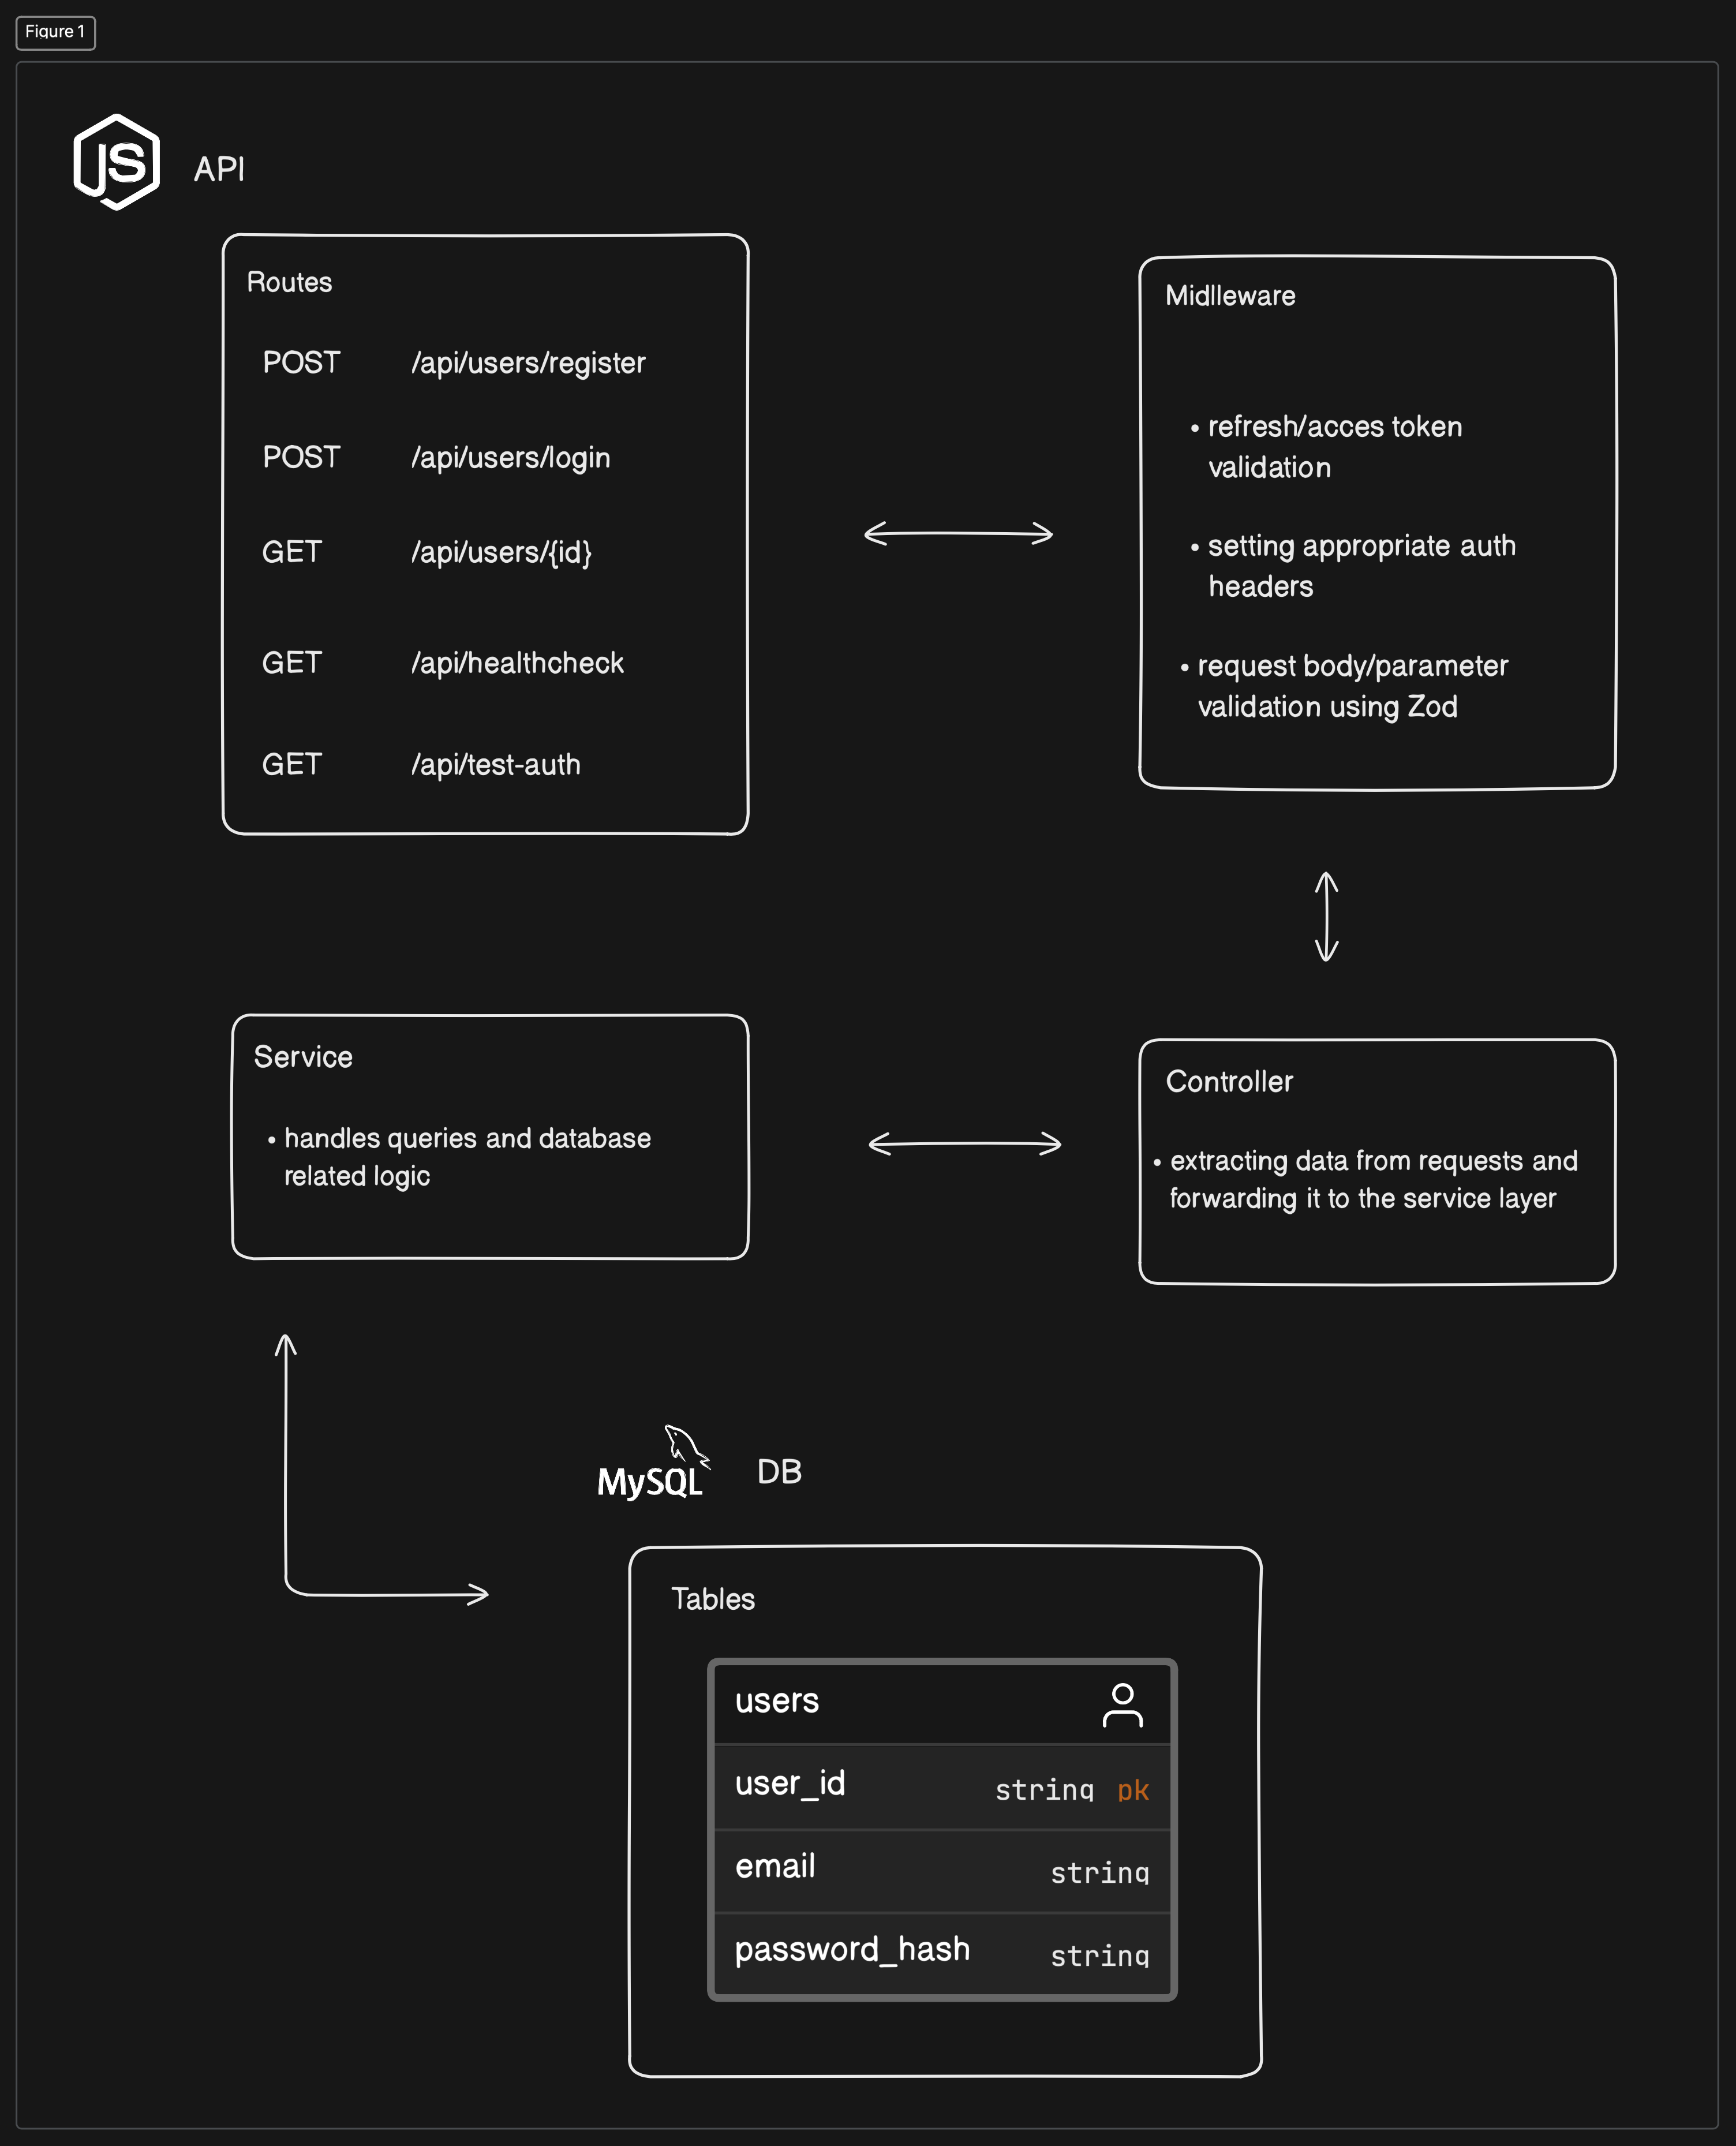 Figure 1
JS
API
Routes
POST /api/users/register
POST /api/users/login
GET /api/users/{id}
GET /api/healthcheck
GET /api/test-auth
Midlleware
• refresh/acces token
validation
• setting appropriate auth
headers
• request body/parameter
validation using Zod
Service
• handles queries and database
related logic
Controller
• extracting data from requests and
forwarding it to the service layer
MySQL DB
Tables
users
user_id string pk
email string
password_hash string